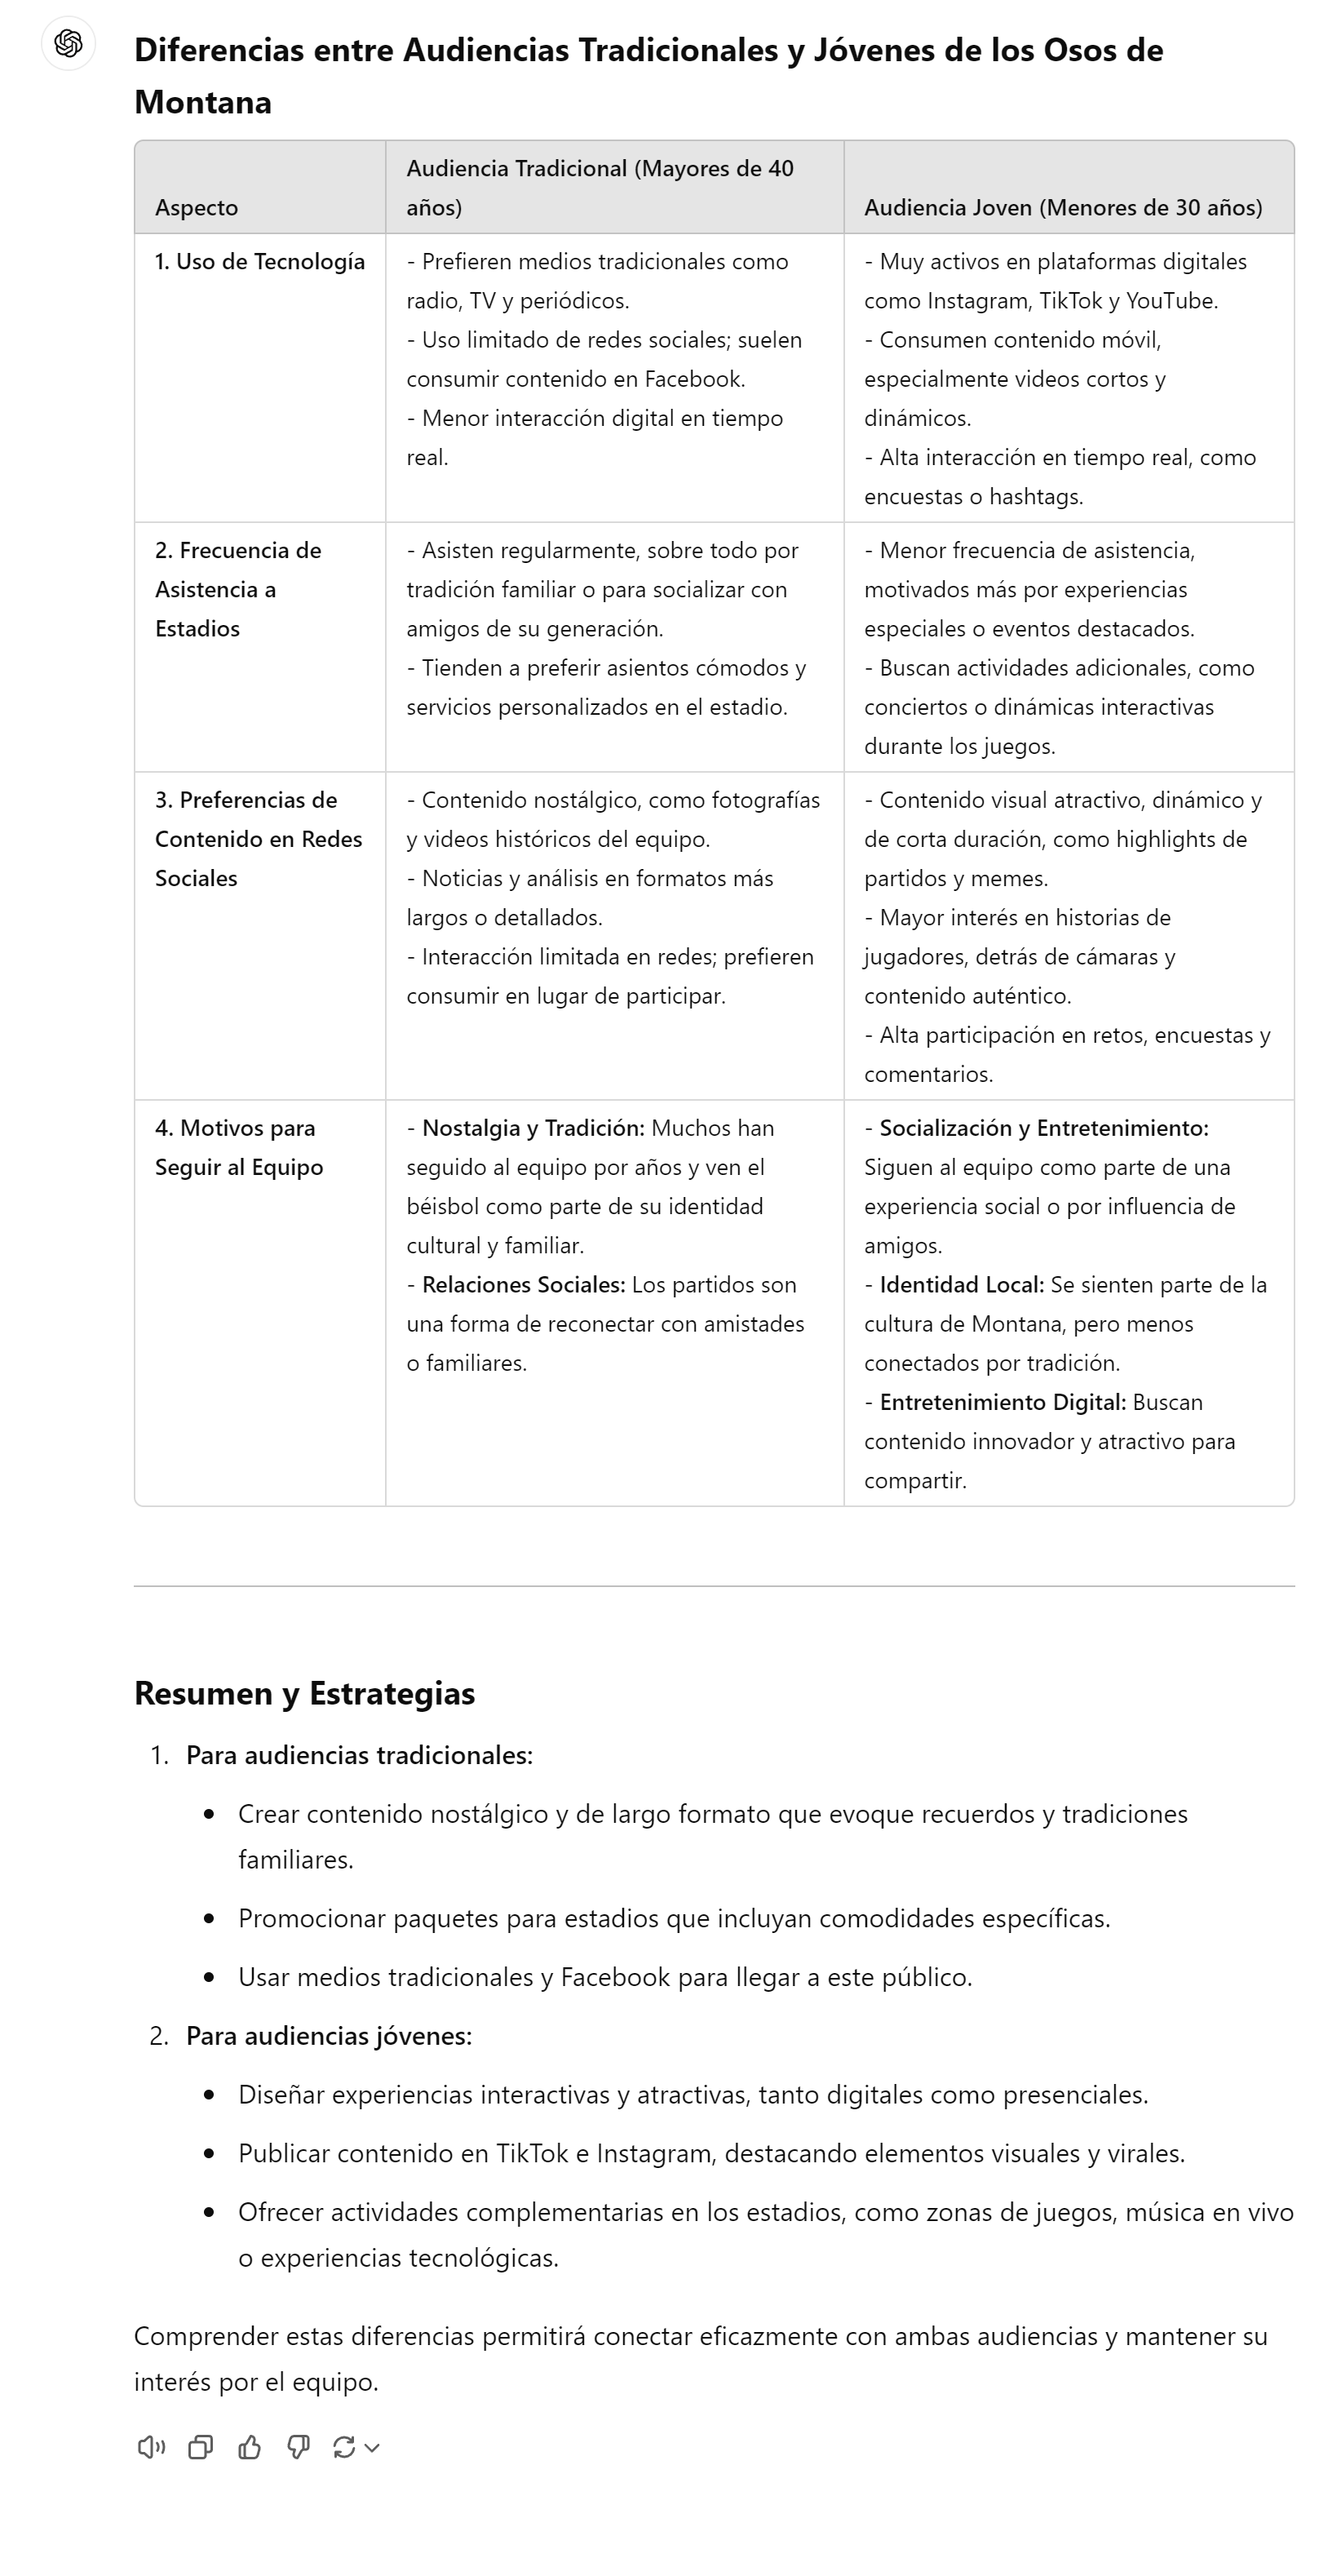 Diferencias entre Audiencias Tradicionales y Jóvenes de los Osos de
Montana
Aspecto
Audiencia Tradicional (Mayores de 40
años)
Audiencia Joven (Menores de 30 años)
1. Uso de Tecnología
- Prefieren medios tradicionales como
radio, TV y periódicos.
- Uso limitado de redes sociales; suelen
consumir contenido en Facebook.
- Menor interacción digital en tiempo
real.
- Muy activos en plataformas digitales
como Instagram, TikTok y YouTube.
- Consumen contenido móvil,
especialmente videos cortos y
dinámicos.
- Alta interacción en tiempo real, como
encuestas o hashtags.
2. Frecuencia de
Asistencia a
Estadios
- Asisten regularmente, sobre todo por
tradición familiar o para socializar con
amigos de su generación.
- Tienden a preferir asientos cómodos y
servicios personalizados en el estadio.
- Menor frecuencia de asistencia,
motivados más por experiencias
especiales o eventos destacados.
- Buscan actividades adicionales, como
conciertos o dinámicas interactivas
durante los juegos.
3. Preferencias de
Contenido en Redes
Sociales
- Contenido nostálgico, como fotografías
y videos históricos del equipo.
- Noticias y análisis en formatos más
largos o detallados.
- Interacción limitada en redes; prefieren
consumir en lugar de participar.
- Contenido visual atractivo, dinámico y
de corta duración, como highlights de
partidos y memes.
- Mayor interés en historias de
jugadores, detrás de cámaras y
contenido auténtico.
- Alta participación en retos, encuestas y
comentarios.
4. Motivos para
Seguir al Equipo
- Nostalgia y Tradición: Muchos han
seguido al equipo por años y ven el
béisbol como parte de su identidad
cultural y familiar.
- Relaciones Sociales: Los partidos son
una forma de reconectar con amistades
o familiares.
- Socialización y Entretenimiento:
Siguen al equipo como parte de una
experiencia social o por influencia de
amigos.
- Identidad Local: Se sienten parte de la
cultura de Montana, pero menos
conectados por tradición.
- Entretenimiento Digital: Buscan
contenido innovador y atractivo para
compartir.
Resumen y Estrategias
1. Para audiencias tradicionales:
• Crear contenido nostálgico y de largo formato que evoque recuerdos y tradiciones
familiares.
• Promocionar paquetes para estadios que incluyan comodidades específicas.
• Usar medios tradicionales y Facebook para llegar a este público.
2. Para audiencias jóvenes:
• Diseñar experiencias interactivas y atractivas, tanto digitales como presenciales.
• Publicar contenido en TikTok e Instagram, destacando elementos visuales y virales.
• Ofrecer actividades complementarias en los estadios, como zonas de juegos, música en vivo
o experiencias tecnológicas.
Comprender estas diferencias permitirá conectar eficazmente con ambas audiencias y mantener su
interés por el equipo.